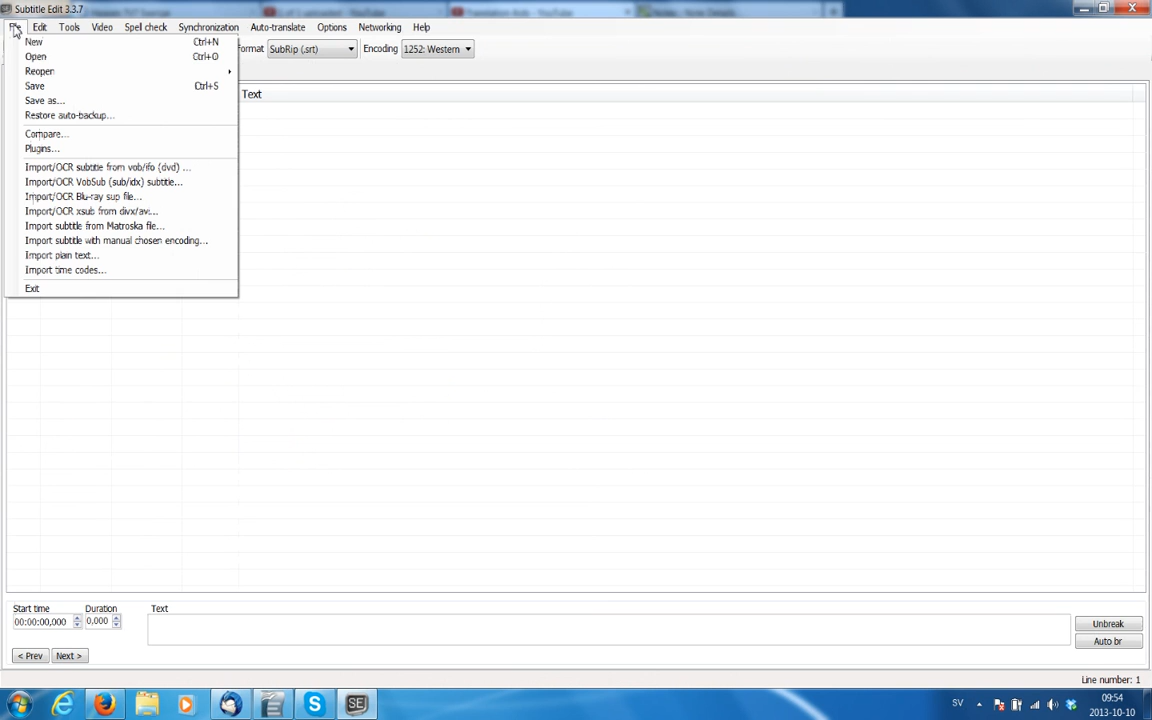 Subtitle Edit 3.3.7
Edit Tools Video Spell check Synchronization Auto-translate Options Networking Help
New Ctrl+N
Open Ctrl+O
Reopen
Save Ctrl+S
Save as...
Restore auto-backup...
Compare...
Plugins...
Import/OCR subtitle from vob/ifo (dvd) ...
Import/OCR VobSub (sub/idx) subtitle...
Import/OCR Blu-ray sup file...
Import/OCR xsub from divx/avi...
Import subtitle from Matroska file...
Import subtitle with manual chosen encoding...
Import plain text...
Import time codes...
Exit
Format SubRip (.srt) Encoding 1252: Western
Text
Start time Duration Text
00:00:00,000 0,000
Unbreak
Auto br
< Prev Next >
Line number: 1
SE SV 09:54
2013-10-10